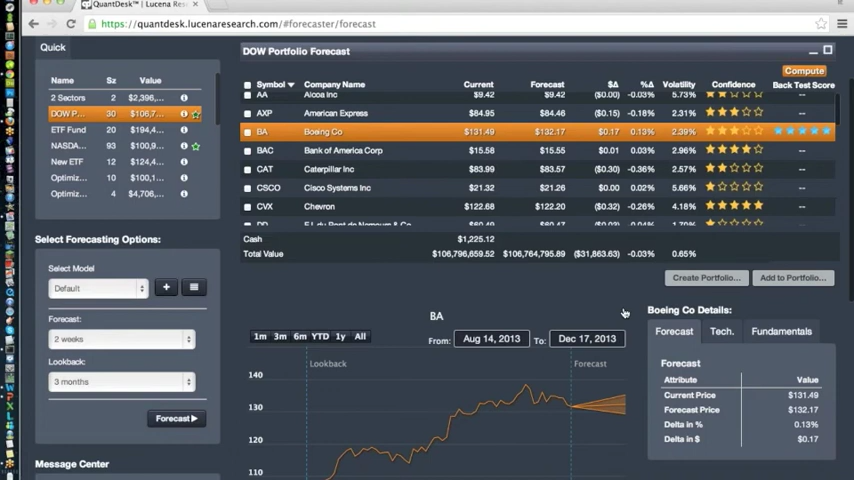 QuantDesk™ | Lucena Res
https://quantdesk.lucenaresearch.com/#forecaster/forecast
Quick
Name Sz Value
2 Sectors 2 $2,396,...
DOW P... 30 $106,7...
ETF Fund 20 $194,4...
NASDA... 93 $100,9...
New ETF 12 $100,9...
Optimiz... 10 $194,4...
Optimiz... 4 $4,706,...
Select Forecasting Options:
Select Model
Default
Forecast:
2 weeks
Lookback:
3 months
Forecast
Message Center
DOW Portfolio Forecast
Compute
Symbol Company Name Current Forecast $Δ %Δ Volatility Confidence Back Test Score
AA Alcoa Inc $9.42 $9.42 ($0.00) -0.03% 5.73% --
AXP American Express $84.95 $84.46 ($0.15) -0.18% 2.31% --
BA Boeing Co $131.49 $132.17 $0.17 0.13% 2.39%
BAC Bank of America Corp $15.58 $15.55 $0.01 0.03% 2.96% --
CAT Caterpillar Inc $83.99 $83.57 ($0.30) -0.36% 2.57% --
CSCO Cisco Systems Inc $21.32 $21.26 $0.00 0.02% 5.66% --
CVX Chevron $122.68 $122.20 ($0.32) -0.26% 4.18% --
DD E.I. du Pont de Nemours & Co
Cash $1,225.12
Total Value $106,796,659.52 $106,764,795.89 ($31,863.63) -0.03% 0.65%
Create Portfolio... Add to Portfolio...
BA
1m 3m 6m YTD 1y All
From: Aug 14, 2013 To: Dec 17, 2013
Lookback Forecast
140
130
120
110
Boeing Co Details:
Forecast Tech. Fundamentals
Forecast
Attribute Value
Current Price $131.49
Forecast Price $132.17
Delta in % 0.13%
Delta in $ $0.17